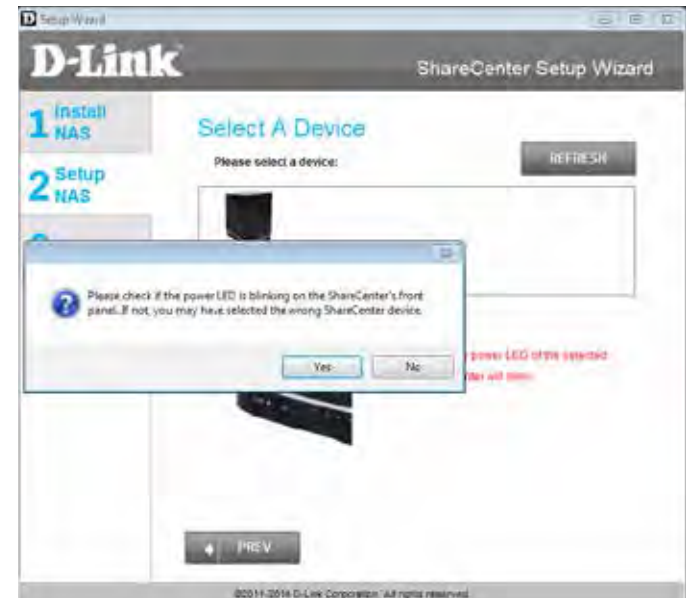 D Setup Wizard
D-Link
ShareCenter Setup Wizard
1 Install
NAS
2 Setup
NAS
Select A Device
Please select a device:
REFRESH
Please check if the power LED is blinking on the ShareCenter's front
panel. If not, you may have selected the wrong ShareCenter device.
Yes
No
power LED of the selected
will
PREV
©2011-2014 D-Link Corporation. All rights reserved.